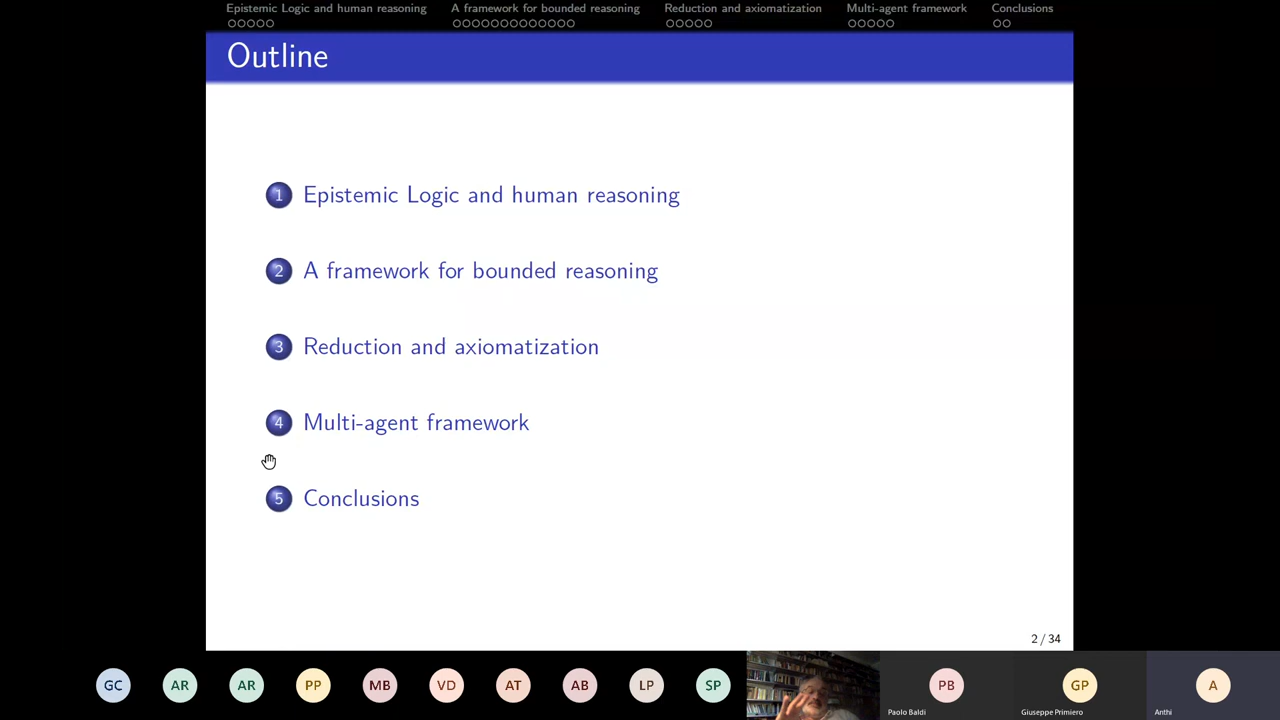 Epistemic Logic and human reasoning A framework for bounded reasoning Reduction and axiomatization Multi-agent framework Conclusions
Outline
1 Epistemic Logic and human reasoning
2 A framework for bounded reasoning
3 Reduction and axiomatization
4 Multi-agent framework
5 Conclusions
2 / 34
GC AR AR PP MB VD AT AB LP SP PB GP A
Paolo Baldi Giuseppe Primiero Anthi